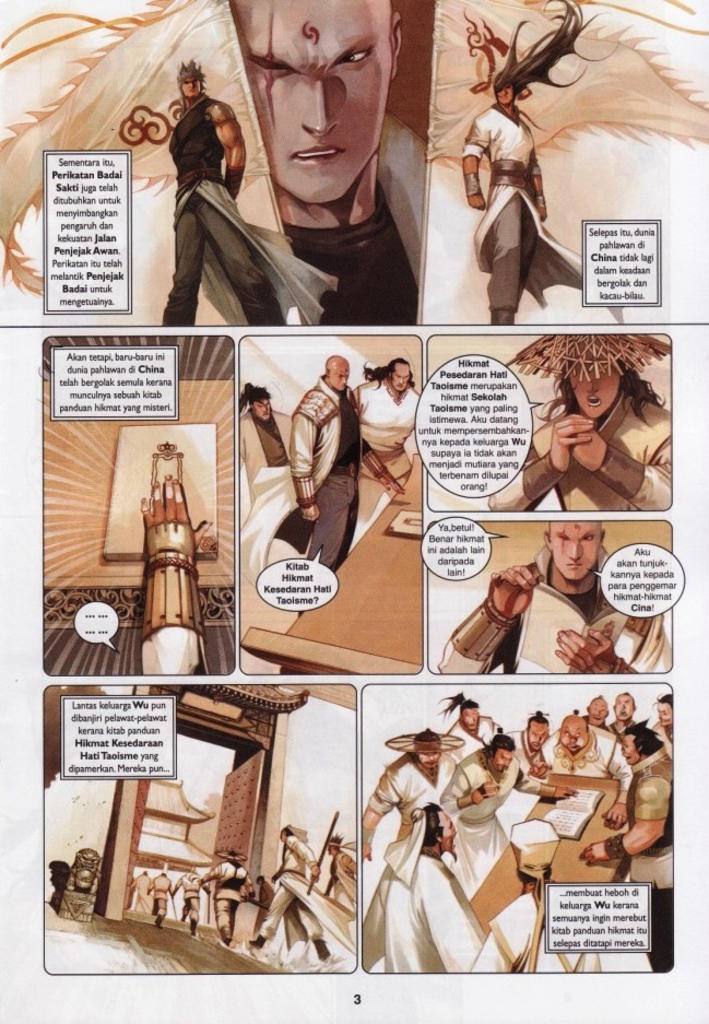 Sementara itu,
Perikatan Badai
Sakti juga telah
ditubuhkan untuk
menyimbangkan
pengaruh dan
kekuatan Jalan
Penjejak Awan.
Perikatan itu telah
melantik Penjejak
Badai untuk
mengetuainya.
Selepas itu, dunia
pahlawan di
China tidak lagi
dalam keadaan
bergolak dan
kacau-bilau.
Akan tetapi, baru-baru ini
dunia pahlawan di China
telah bergolak semula kerana
munculnya sebuah kitab
panduan hikmat yang misteri.
... ...
... ...
Kitab
Hikmat
Kesedaran Hati
Taoisme?
Hikmat
Pesedaran Hati
Taoisme merupakan
hikmat Sekolah
Taoisme yang paling
istimewa. Aku datang
untuk mempersembahkan-
nya kepada keluarga Wu
supaya ia tidak akan
menjadi mutiara yang
terbenam dilupai
orang!
Ya,betul!
Benar hikmat
ini adalah lain
daripada
lain!
Aku
akan tunjuk-
kannya kepada
para penggemar
hikmat-hikmat
Cina!
Lantas keluarga Wu pun
dibanjiri pelawat-pelawat
kerana kitab panduan
Hikmat Kesedaraan
Hati Taoisme yang
dipamerkan. Mereka pun...
...membuat heboh di
keluarga Wu kerana
semuanya ingin merebut
kitab panduan hikmat itu
selepas ditatapi mereka.
3